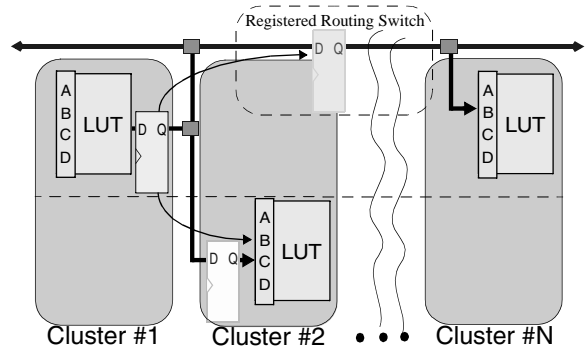 Registered Routing Switch
D Q
A
B
C
D
LUT
D Q
A
B
C
D
LUT
A
B
C
D
LUT
D Q
Cluster #1
Cluster #2
Cluster #N